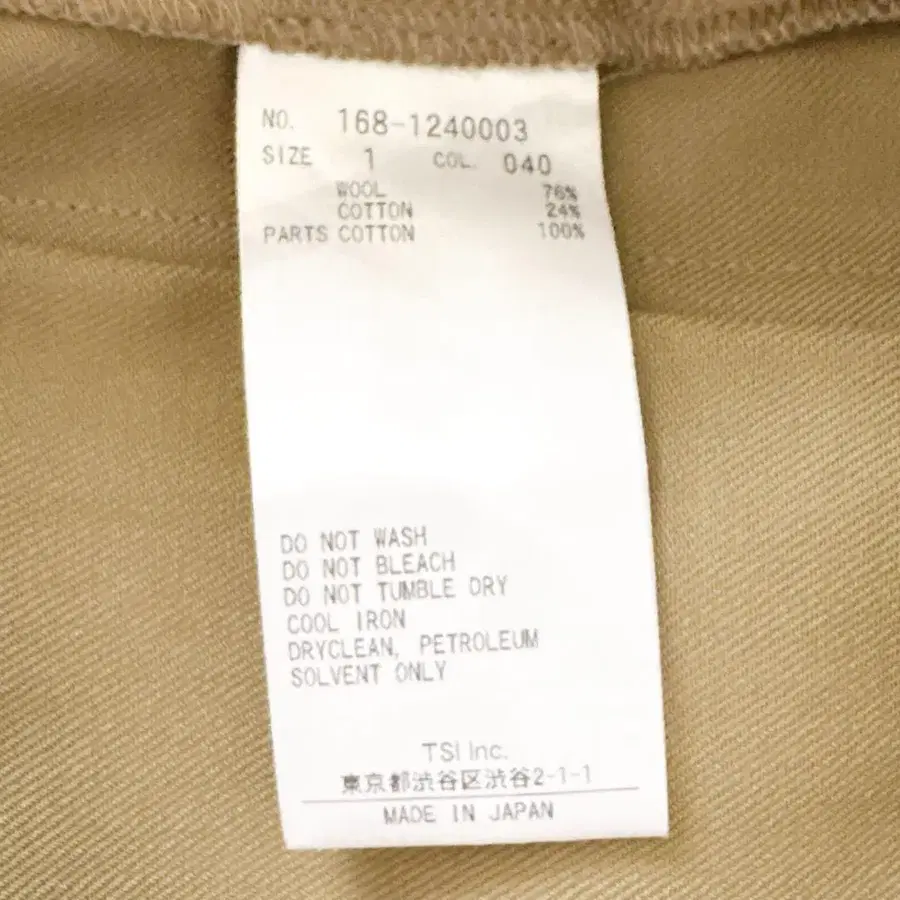 NO. 168-1240003
SIZE 1 COL. 040
WOOL 76%
COTTON 24%
PARTS COTTON 100%
DO NOT WASH
DO NOT BLEACH
DO NOT TUMBLE DRY
COOL IRON
DRYCLEAN, PETROLEUM
SOLVENT ONLY
TSI Inc.
東京都渋谷区渋谷2-1-1
MADE IN JAPAN